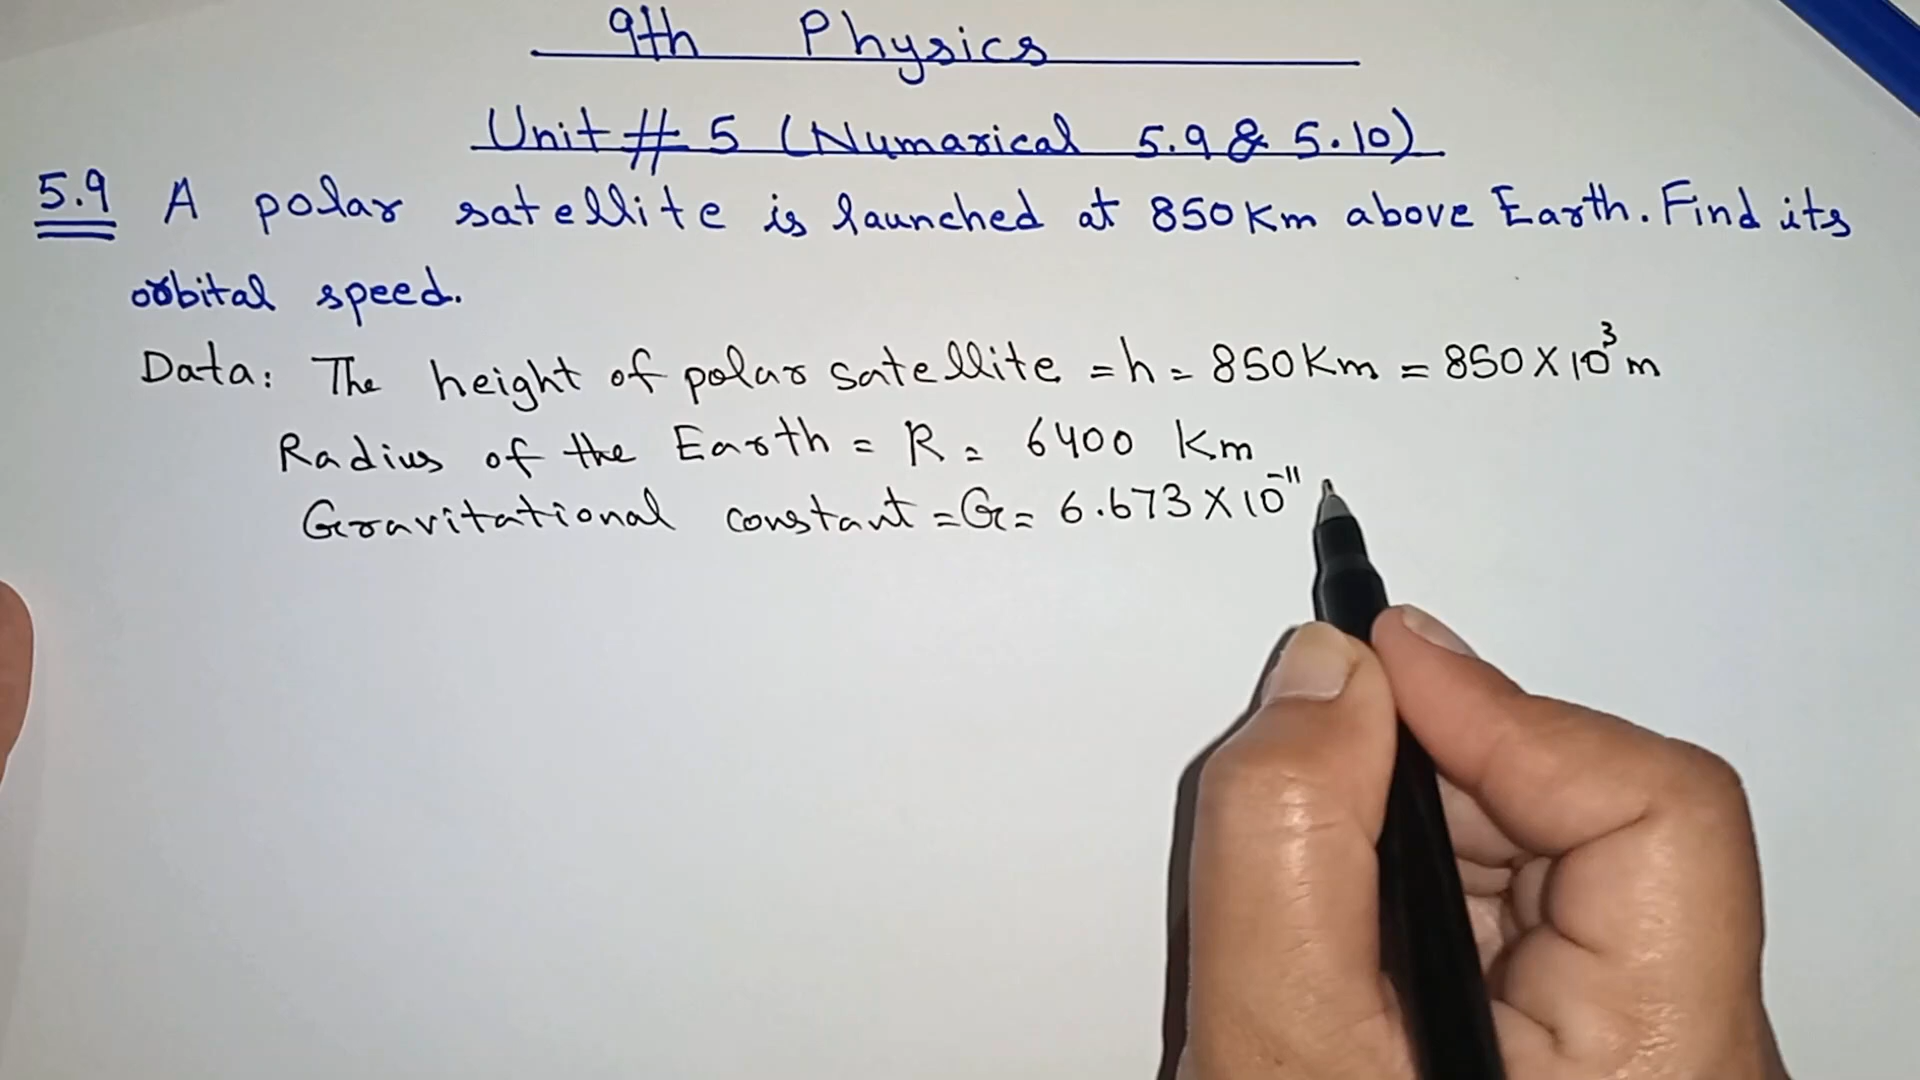 9th Physics
Unit # 5 (Numarical 5.9 & 5.10)
5.9 A polar satellite is launched at 850 Km above Earth. Find its
orbital speed.
Data: The height of polar satellite = h = 850 Km = 850 X 10³ m
Radius of the Earth = R = 6400 Km
Gravitational constant = G = 6.673 X 10⁻¹¹